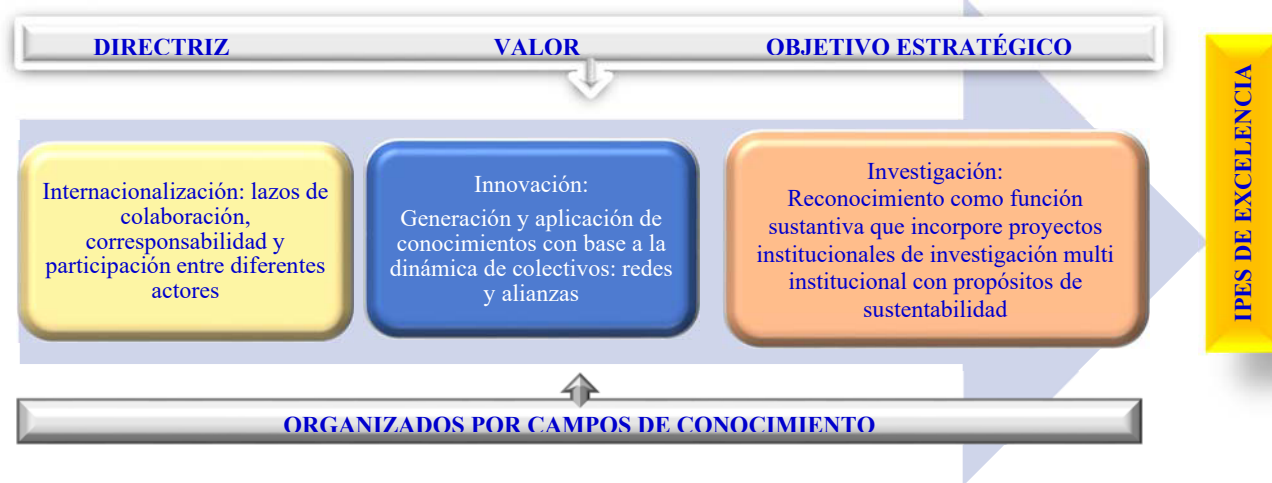 DIRECTRIZ VALOR OBJETIVO ESTRATÉGICO
Internacionalización: lazos de
colaboración,
corresponsabilidad y
participación entre diferentes
actores
Innovación:
Generación y aplicación de
conocimientos con base a la
dinámica de colectivos: redes
y alianzas
Investigación:
Reconocimiento como función
sustantiva que incorpore proyectos
institucionales de investigación multi
institucional con propósitos de
sustentabilidad
IPES DE EXCELENCIA
ORGANIZADOS POR CAMPOS DE CONOCIMIENTO